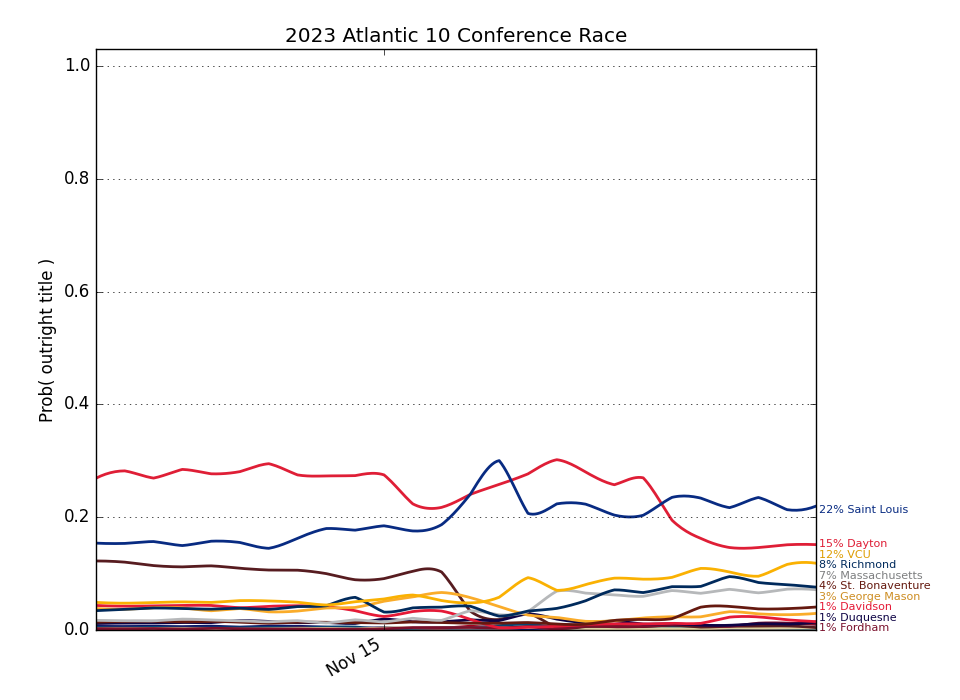 2023 Atlantic 10 Conference Race
Prob( outright title )
1.0
0.8
0.6
0.4
0.2
0.0
Nov 15
22% Saint Louis
15% Dayton
12% VCU
8% Richmond
7% Massachusetts
4% St. Bonaventure
3% George Mason
1% Davidson
1% Duquesne
1% Fordham